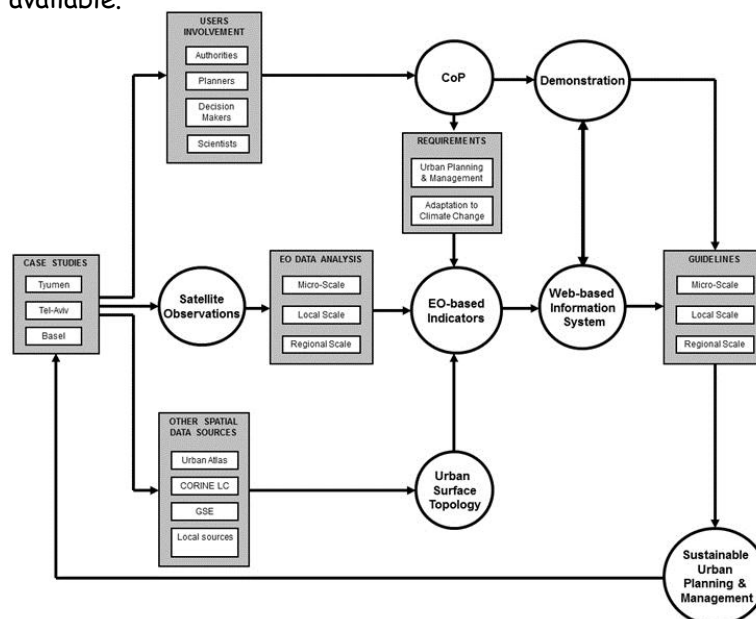 available.
USERS
INVOLVEMENT
Authorities
Planners
Decision
Makers
Scientists
CoP
Demonstration
REQUIREMENTS
Urban Planning
& Management
Adaptation to
Climate Change
CASE STUDIES
Tyumen
Tel-Aviv
Basel
Satellite
Observations
EO DATA ANALYSIS
Micro-Scale
Local Scale
Regional Scale
EO-based
Indicators
Web-based
Information
System
GUIDELINES
Micro-Scale
Local Scale
Regional Scale
OTHER SPATIAL
DATA SOURCES
Urban Atlas
CORINE LC
GSE
Local sources
Urban
Surface
Topology
Sustainable
Urban
Planning &
Management